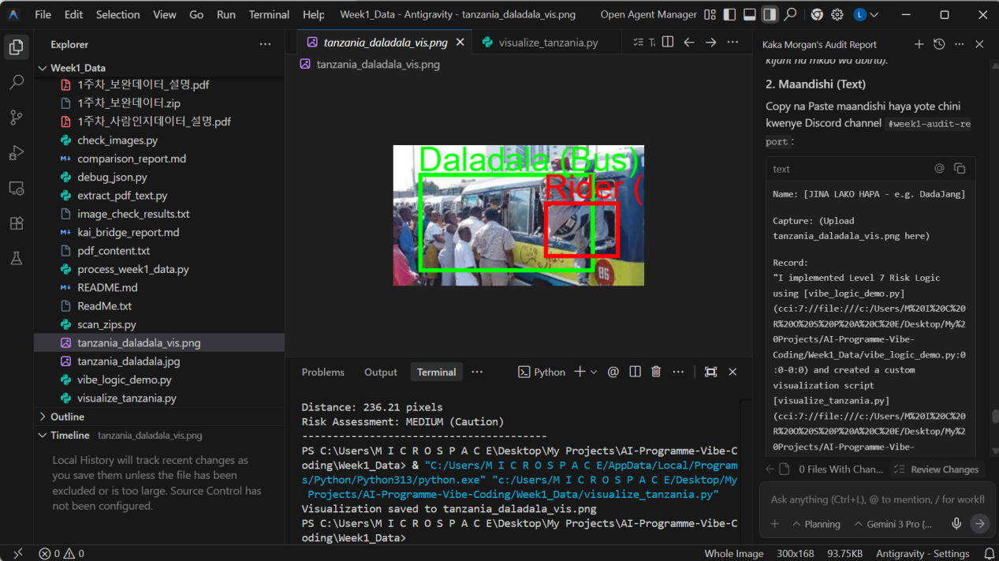 File Edit Selection View Go Run Terminal Help
Week1_Data - Antigravity - tanzania_daladala_vis.png
Open Agent Manager
L
Explorer
Week1_Data
1주차_보완데이터_설명.pdf
1주차_보완데이터.zip
1주차_사람인지데이터_설명.pdf
check_images.py
comparison_report.md
debug_json.py
extract_pdf_text.py
image_check_results.txt
kai_bridge_report.md
pdf_content.txt
process_week1_data.py
README.md
ReadMe.txt
scan_zips.py
tanzania_daladala_vis.png
tanzania_daladala.jpg
vibe_logic_demo.py
visualize_tanzania.py
Outline
Timeline tanzania_daladala_vis.png
Local History will track recent changes as
you save them unless the file has been
excluded or is too large. Source Control has
not been configured.
tanzania_daladala_vis.png
visualize_tanzania.py
tanzania_daladala_vis.png
Daladala (Bus)
Rider (
86
Problems Output Terminal
Python
Distance: 236.21 pixels
Risk Assessment: MEDIUM (Caution)
----------------------------------------
PS C:\Users\M I C R O S P A C E\Desktop\My Projects\AI-Programme-Vibe-C
oding\Week1_Data> & "C:/Users/M I C R O S P A C E/AppData/Local/Program
s/Python/Python313/python.exe" "c:/Users/M I C R O S P A C E/Desktop/My
Projects/AI-Programme-Vibe-Coding/Week1_Data/visualize_tanzania.py"
Visualization saved to tanzania_daladala_vis.png
PS C:\Users\M I C R O S P A C E\Desktop\My Projects\AI-Programme-Vibe-C
oding\Week1_Data>
Kaka Morgan's Audit Report
kijani na mkao wa abiria).
2. Maandishi (Text)
Copy na Paste maandishi haya yote chini
kwenye Discord channel #week1-audit-re
port :
text
Name: [JINA LAKO HAPA - e.g. DadaJang]
Capture: (Upload
tanzania_daladala_vis.png here)
Record:
"I implemented Level 7 Risk Logic
using [vibe_logic_demo.py]
(cci:7://file:///c:/Users/M%20I%20C%20
R%20O%20S%20P%20A%20C%20E/Desktop/My%2
0Projects/AI-Programme-Vibe-
Coding/Week1_Data/vibe_logic_demo.py:0
:0-0:0) and created a custom
visualization script
[visualize_tanzania.py]
(cci:7://file:///c:/Users/M%20I%20C%20
R%20O%20S%20P%20A%20C%20E/Desktop/My%2
0Projects/AI-Programme-Vibe-
0 Files With Chan... Review Changes
Ask anything (Ctrl+L), @ to mention, / for workfl
Planning Gemini 3 Pro (...
0 0
Whole Image 300x168 93.75KB Antigravity - Settings